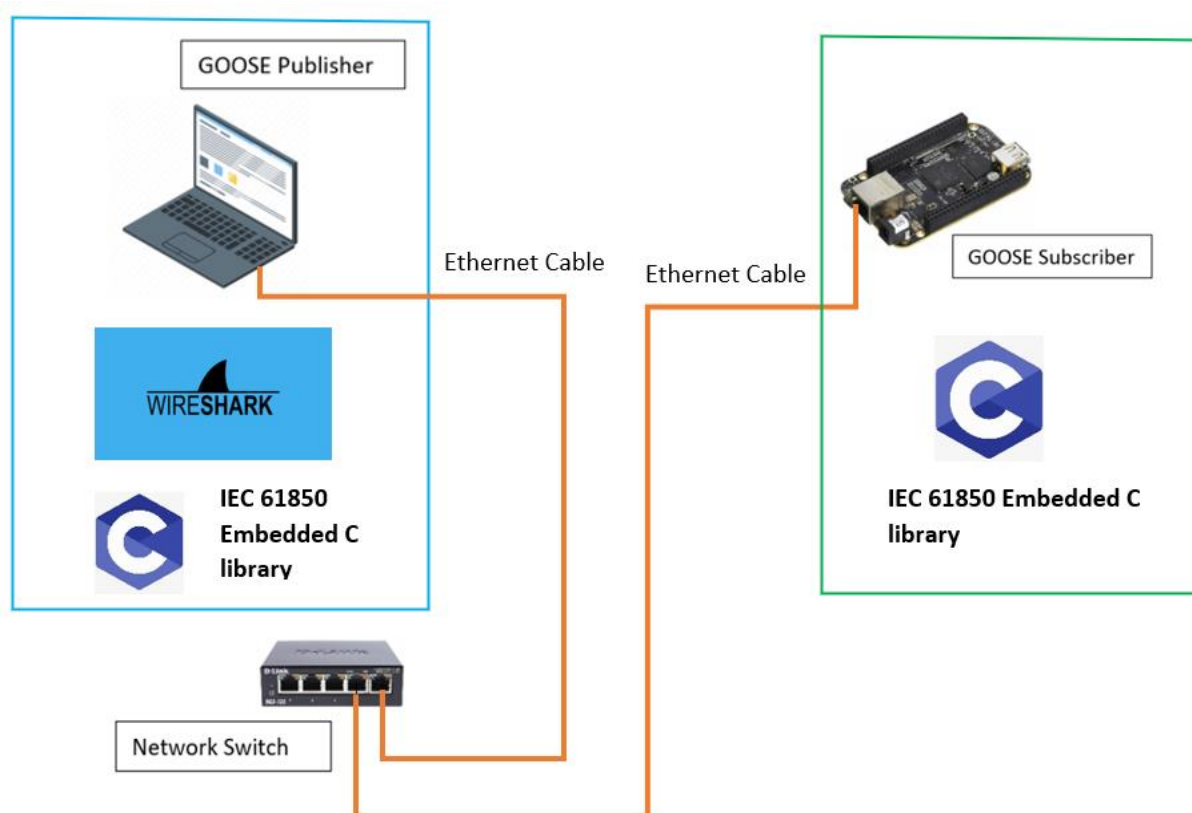 GOOSE Publisher
Ethernet Cable
Ethernet Cable
GOOSE Subscriber
WIRESHARK
IEC 61850
Embedded C
library
IEC 61850 Embedded C
library
D-Link
Network Switch